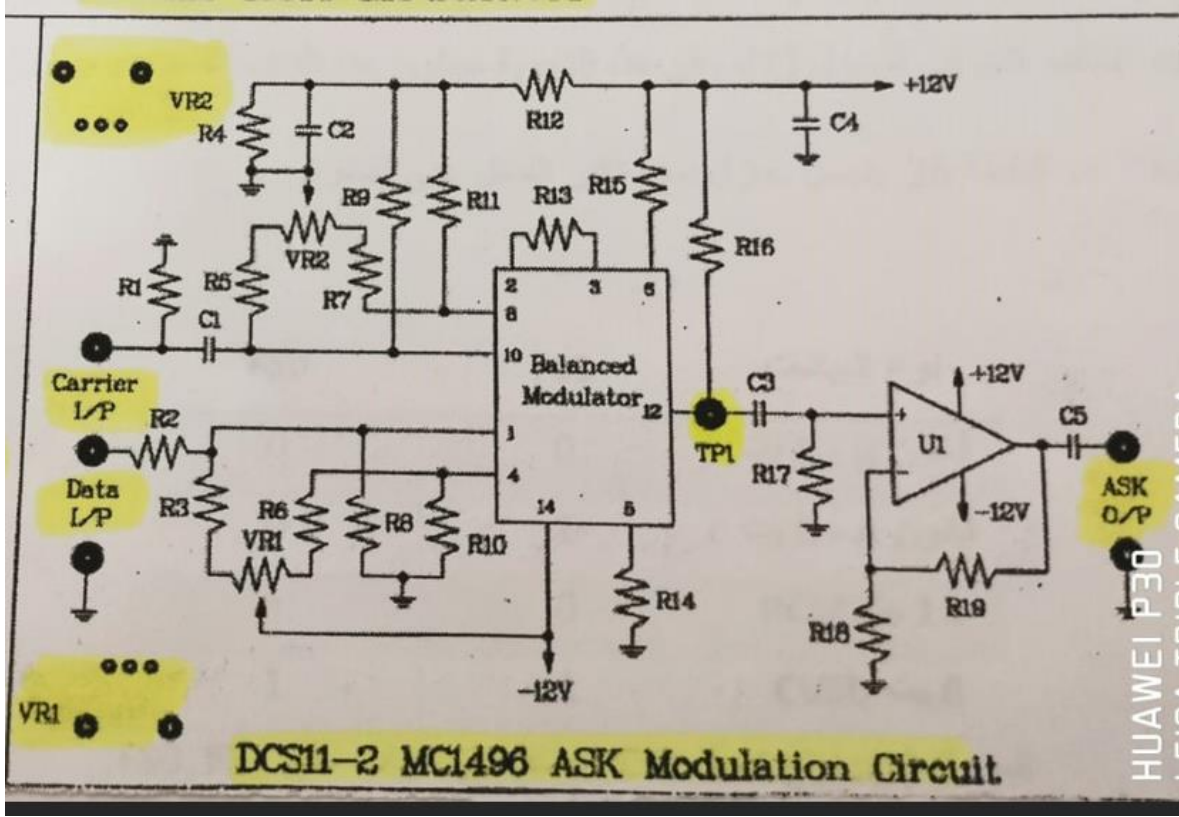 VR2
R4
C2
R12
+12V
C4
R9
R11
R13
R15
R16
VR2
R1
R5
R7
C1
2
3
6
8
10
Balanced
Modulator
12
Carrier
I/P
R2
1
4
14
5
Data
I/P
R3
R6
VR1
R8
R10
R14
-12V
TP1
C3
R17
+
U1
+12V
-12V
C5
ASK
O/P
R19
R18
VR1
DCS11-2 MC1496 ASK Modulation Circuit
HUAWEI P30